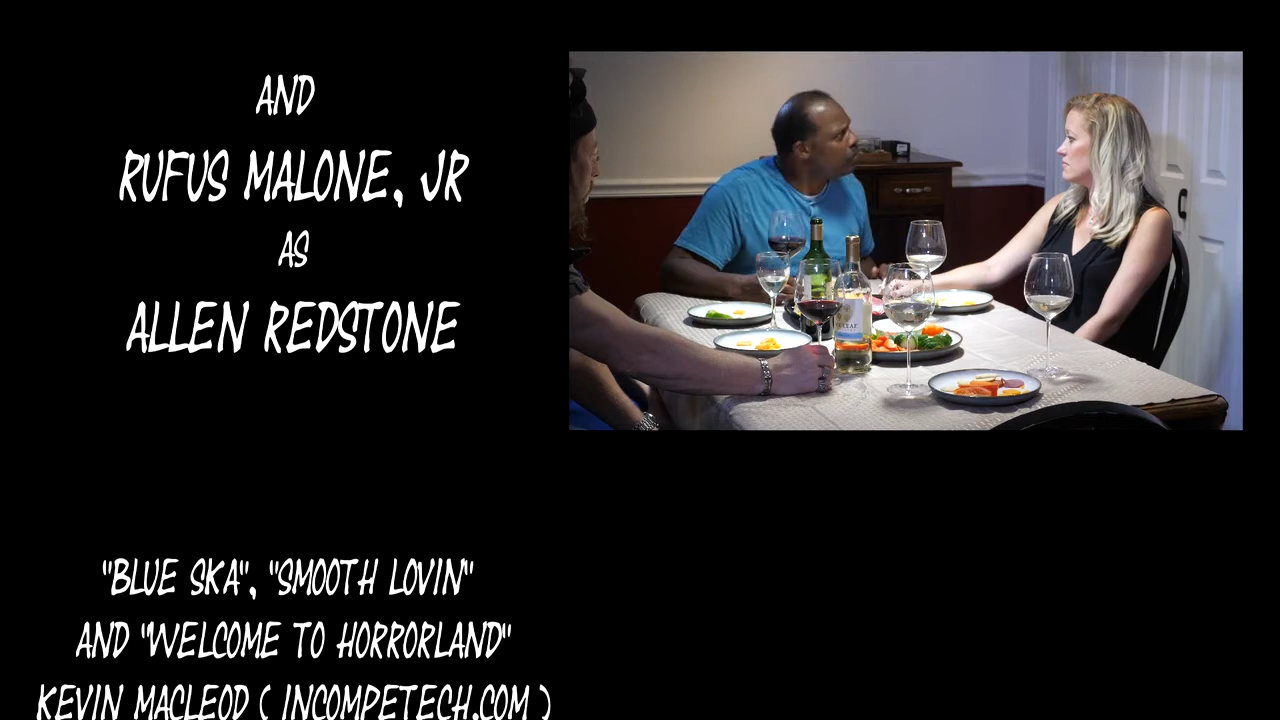 AND
RUFUS MALONE, JR
AS
ALLEN REDSTONE
"BLUE SKA", "SMOOTH LOVIN"
AND "WELCOME TO HORRORLAND"
KEVIN MACLEOD ( INCOMPETECH.COM )